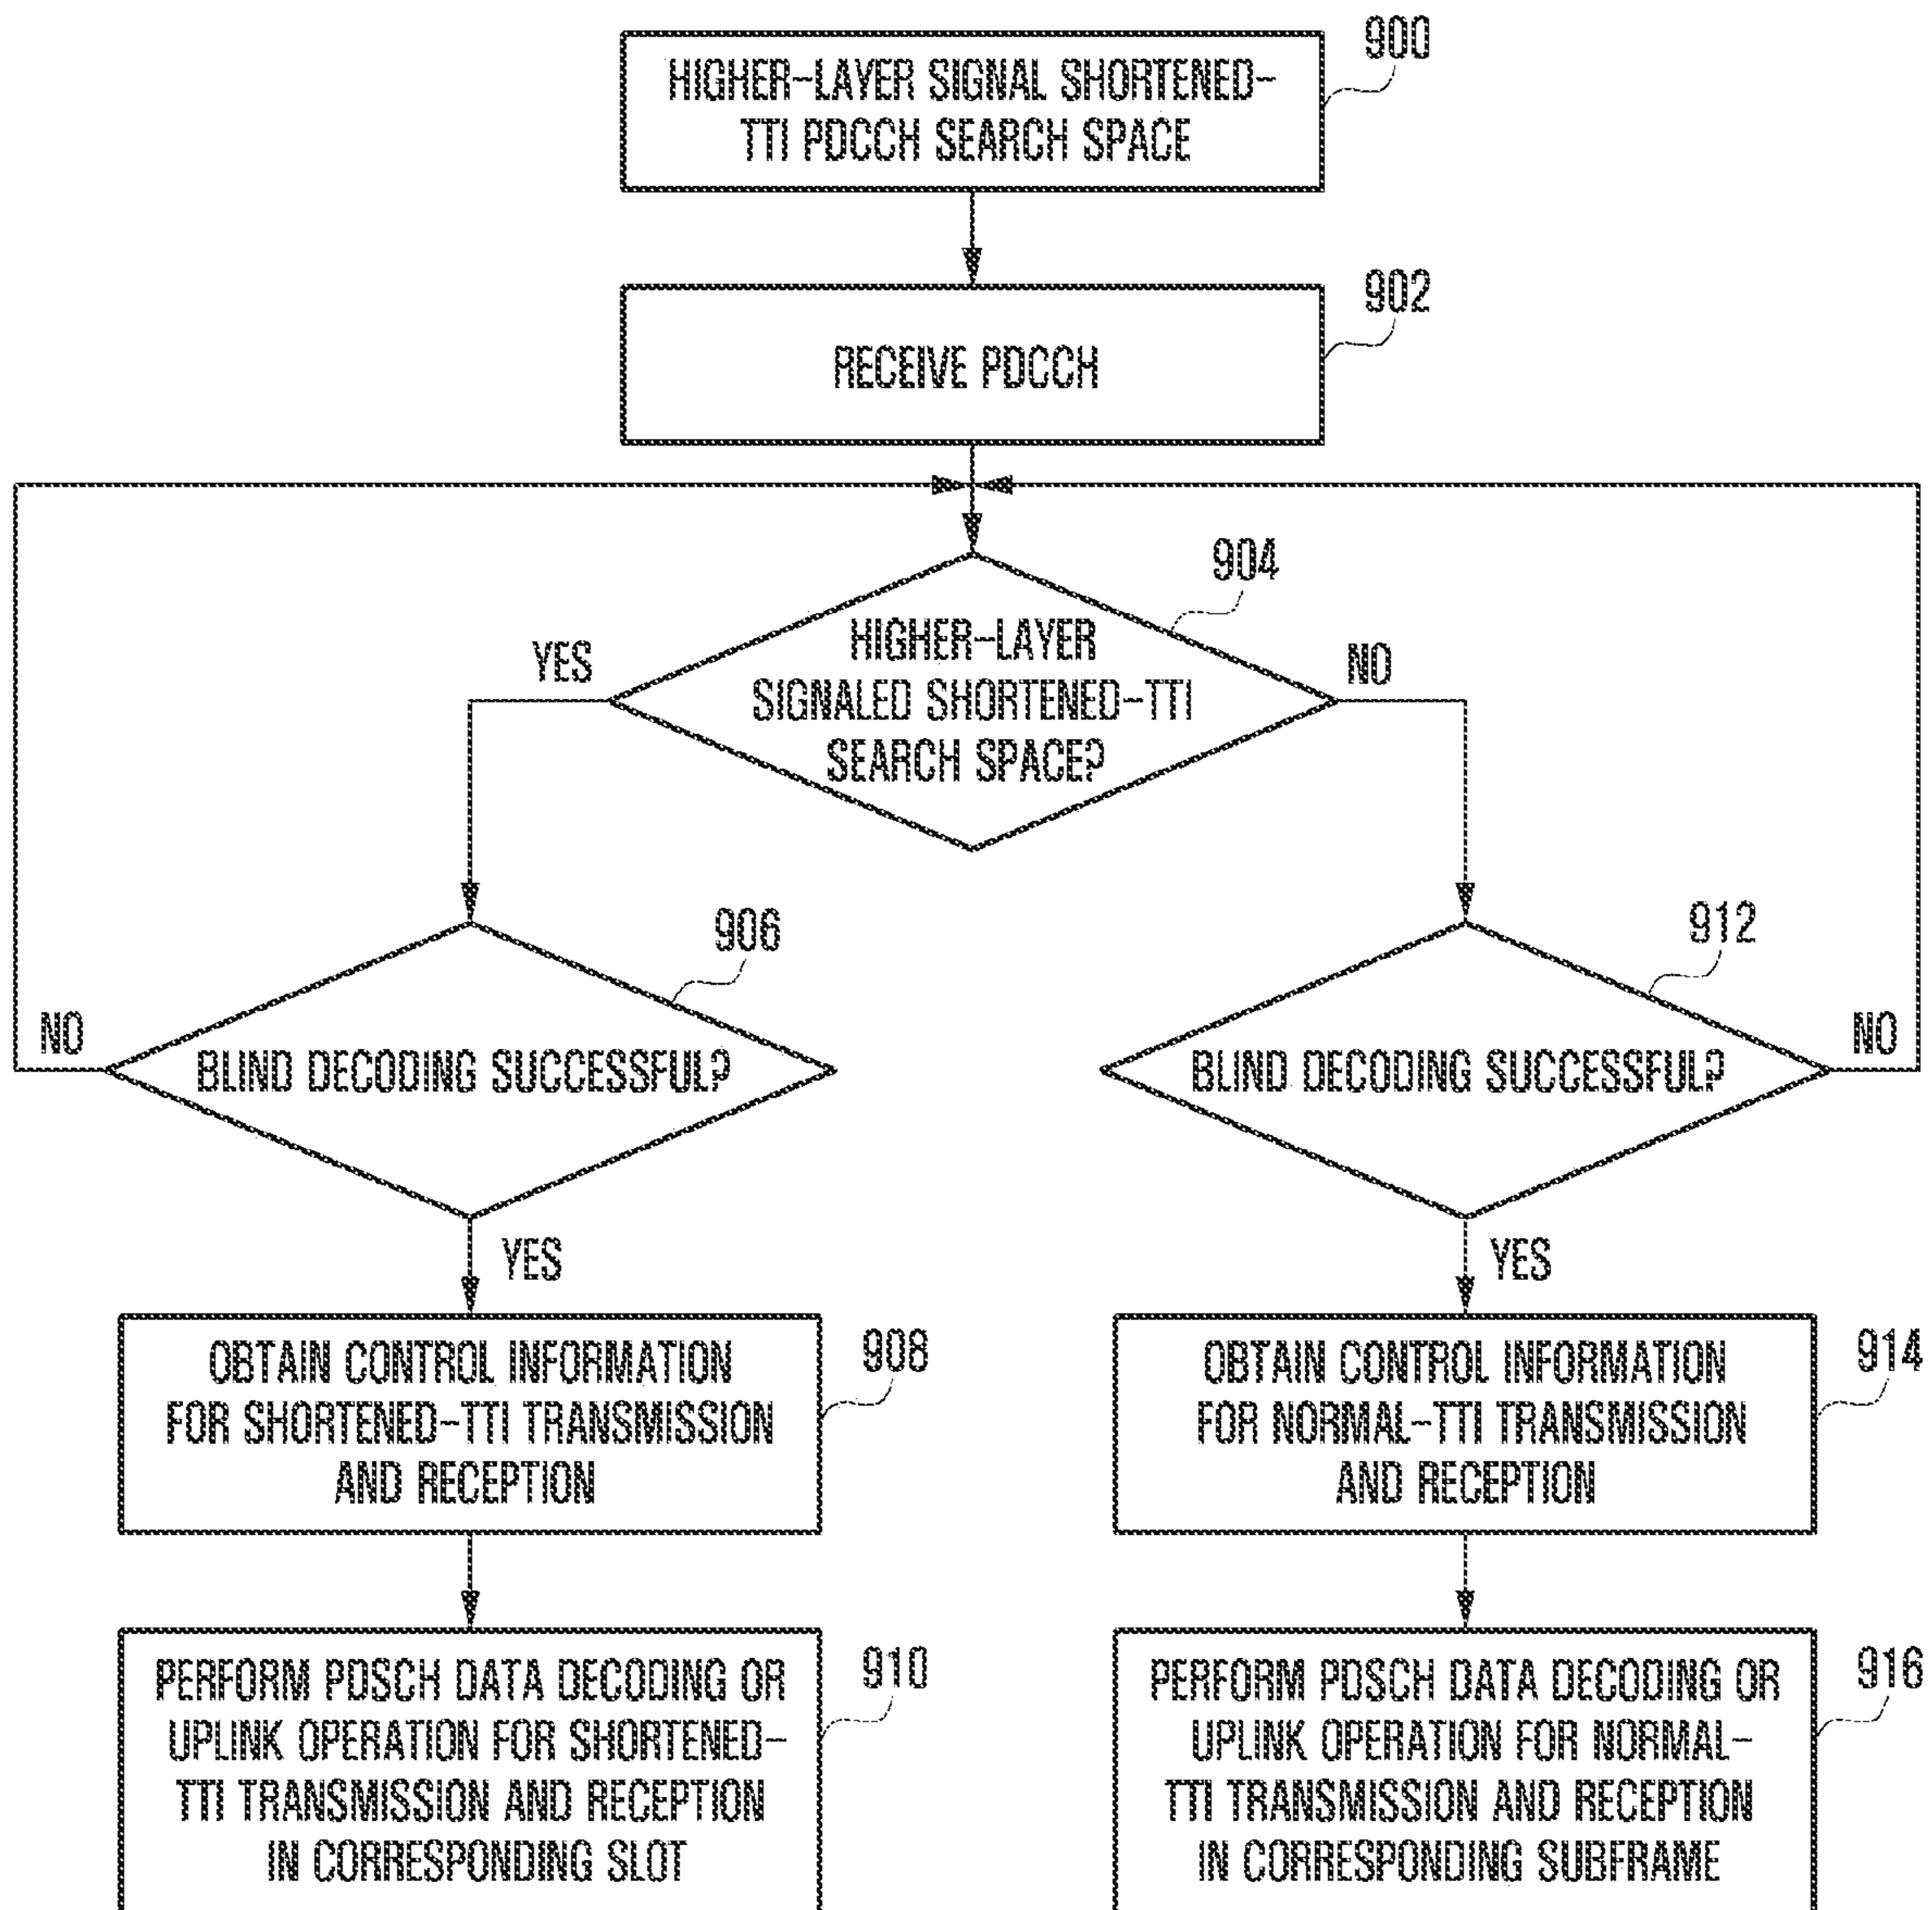 900
HIGHER-LAYER SIGNAL SHORTENED-
TTI PDCCH SEARCH SPACE
902
RECEIVE PDCCH
904
HIGHER-LAYER
SIGNALED SHORTENED-TTI
SEARCH SPACE?
YES
NO
906
BLIND DECODING SUCCESSFUL?
NO
YES
912
BLIND DECODING SUCCESSFUL?
NO
YES
OBTAIN CONTROL INFORMATION
FOR SHORTENED-TTI TRANSMISSION
AND RECEPTION
908
OBTAIN CONTROL INFORMATION
FOR NORMAL-TTI TRANSMISSION
AND RECEPTION
914
PERFORM PDSCH DATA DECODING OR
UPLINK OPERATION FOR SHORTENED-
TTI TRANSMISSION AND RECEPTION
IN CORRESPONDING SLOT
910
PERFORM PDSCH DATA DECODING OR
UPLINK OPERATION FOR NORMAL-
TTI TRANSMISSION AND RECEPTION
IN CORRESPONDING SUBFRAME
916